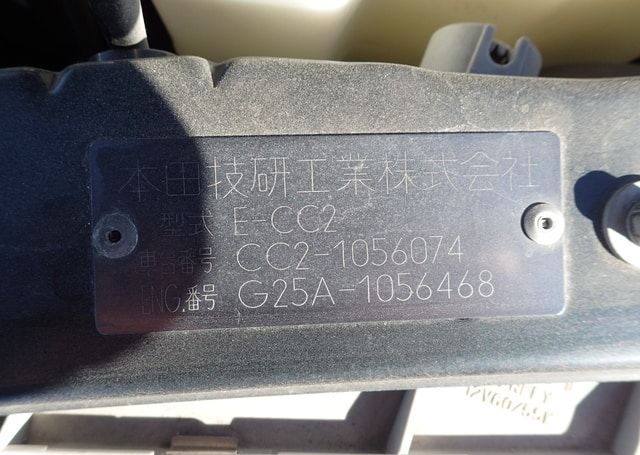 本田技研工業株式会社
型式 E-CC2
車台番号 CC2-1056074
ENG.番号 G25A-1056468